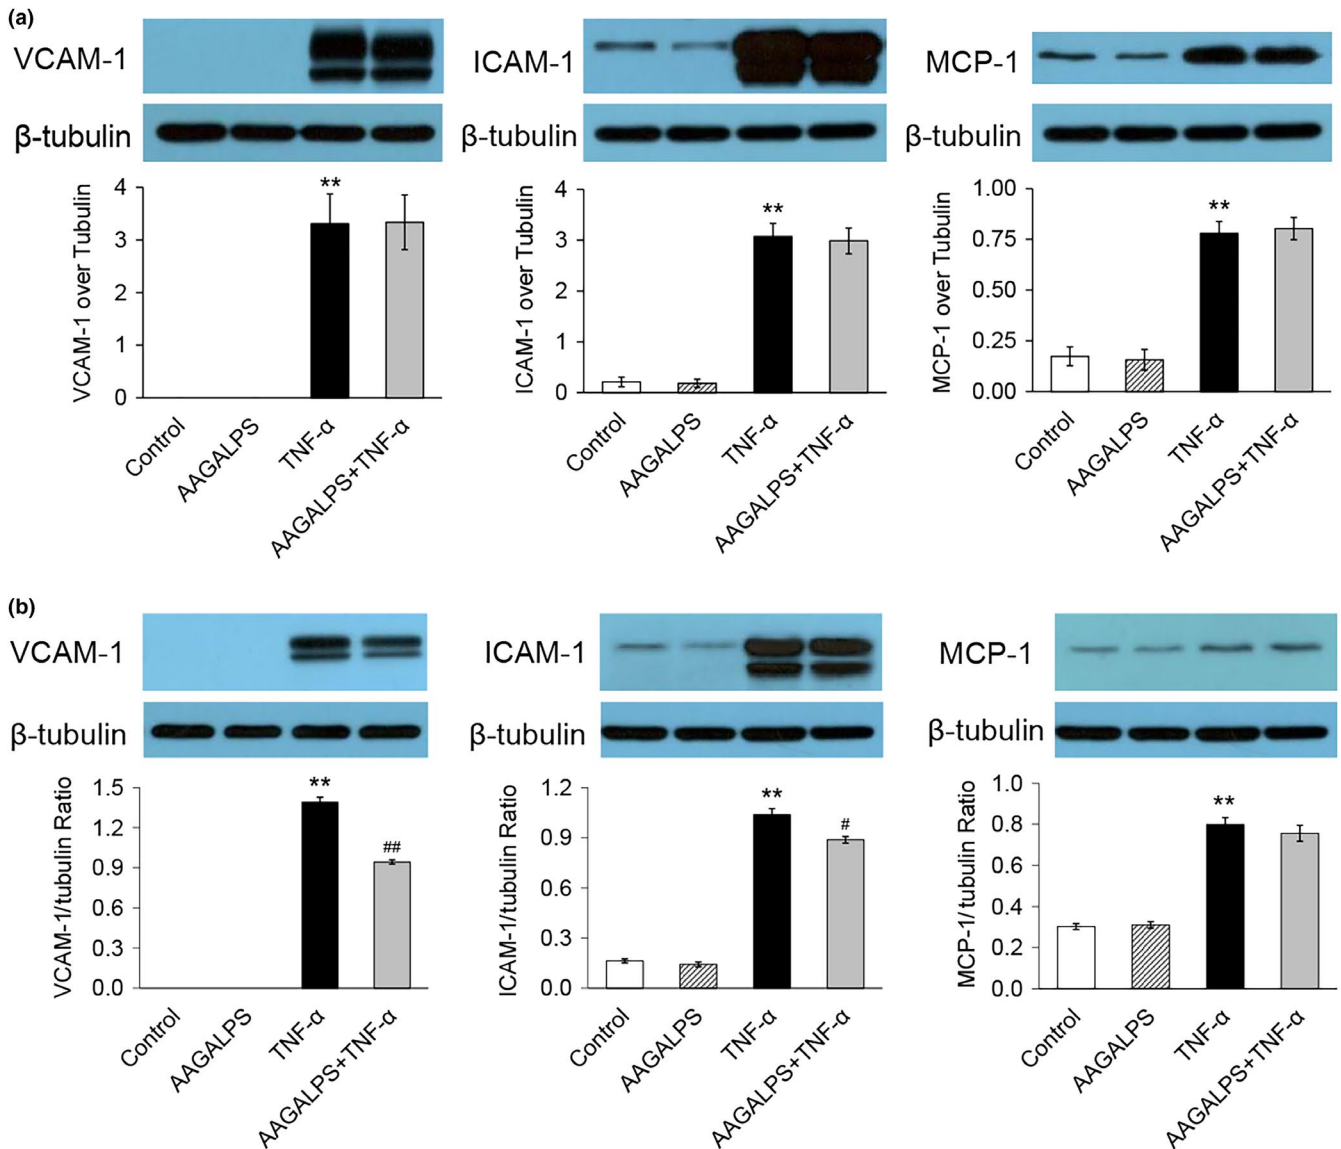 (a)
VCAM-1
β-tubulin
VCAM-1 over Tubulin
4
3
2
1
0
**
Control
AAGALPS
TNF-α
AAGALPS+TNF-α
ICAM-1
β-tubulin
ICAM-1 over Tubulin
4
3
2
1
0
**
Control
AAGALPS
TNF-α
AAGALPS+TNF-α
MCP-1
β-tubulin
MCP-1 over Tubulin
1.00
0.75
0.50
0.25
0.00
**
Control
AAGALPS
TNF-α
AAGALPS+TNF-α
(b)
VCAM-1
β-tubulin
VCAM-1/tubulin Ratio
1.5
1.2
0.9
0.6
0.3
0.0
**
##
Control
AAGALPS
TNF-α
AAGALPS+TNF-α
ICAM-1
β-tubulin
ICAM-1/tubulin Ratio
1.2
0.9
0.6
0.3
0.0
**
#
Control
AAGALPS
TNF-α
AAGALPS+TNF-α
MCP-1
β-tubulin
MCP-1/tubulin Ratio
1.0
0.8
0.6
0.4
0.2
0.0
**
Control
AAGALPS
TNF-α
AAGALPS+TNF-α